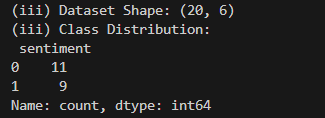 (iii) Dataset Shape: (20, 6)
(iii) Class Distribution:
 sentiment
0    11
1     9
Name: count, dtype: int64